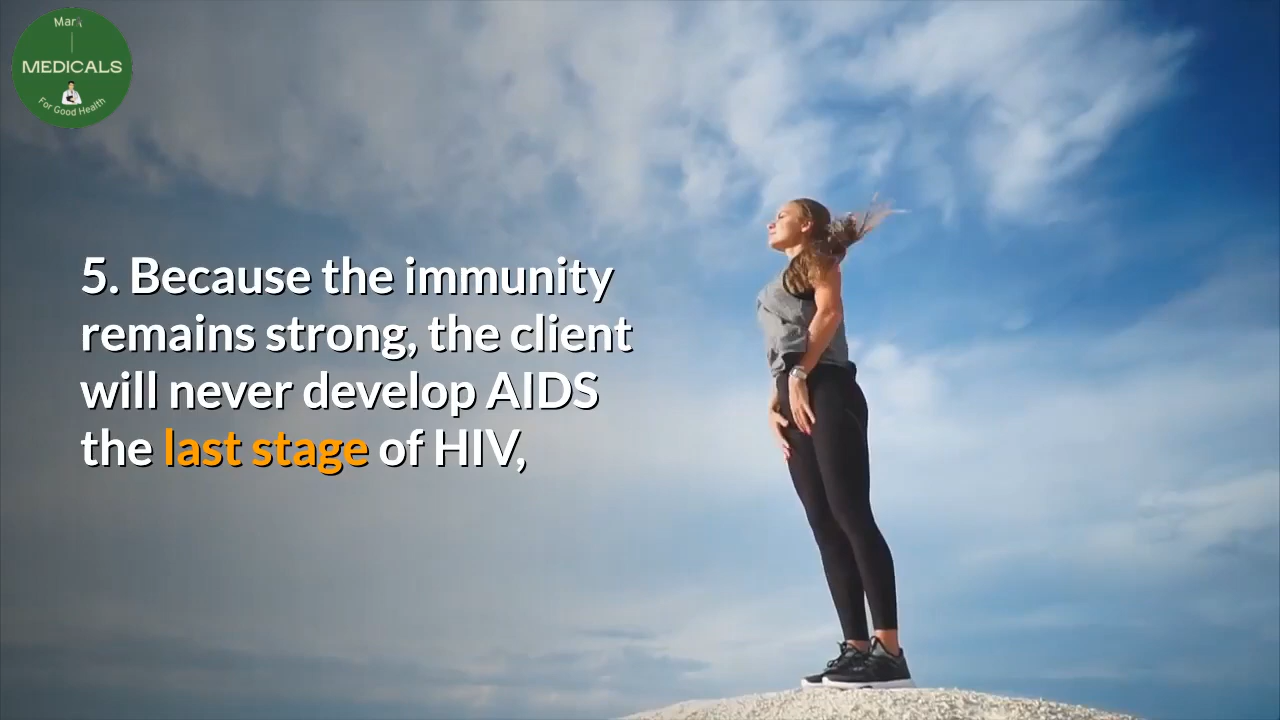 Mark
MEDICALS
For Good Health
5. Because the immunity
remains strong, the client
will never develop AIDS
the last stage of HIV,